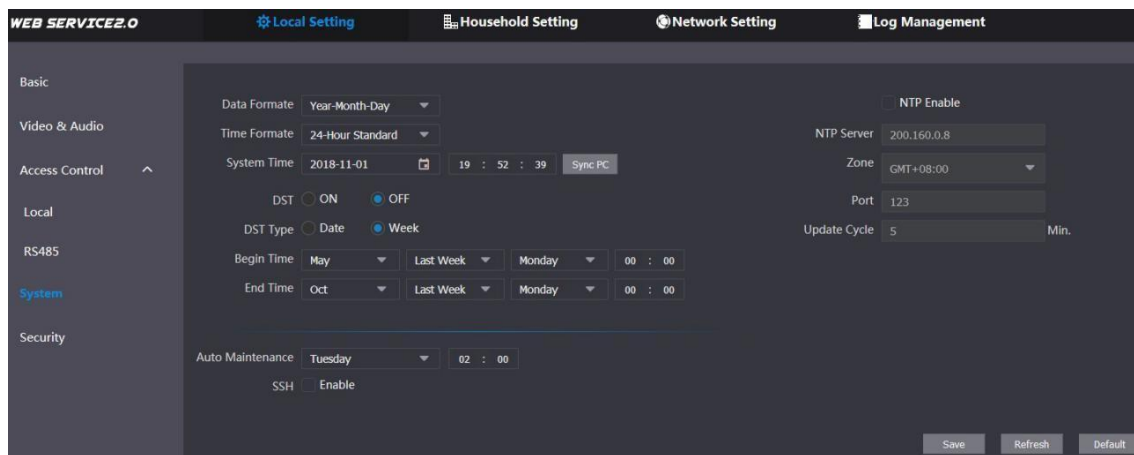 WEB SERVICE2.0
Local Setting
Household Setting
Network Setting
Log Management
Basic
Video & Audio
Access Control
Local
RS485
System
Security
Data Formate Year-Month-Day
Time Formate 24-Hour Standard
System Time 2018-11-01 19 : 52 : 39 Sync PC
DST ON OFF
DST Type Date Week
Begin Time May Last Week Monday 00 : 00
End Time Oct Last Week Monday 00 : 00
Auto Maintenance Tuesday 02 : 00
SSH Enable
NTP Enable
NTP Server 200.160.0.8
Zone GMT+08:00
Port 123
Update Cycle 5 Min.
Save Refresh Default